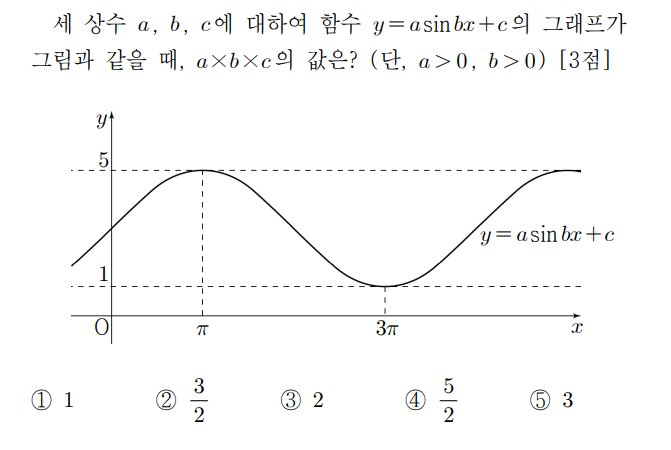 세 상수 a, b, c에 대하여 함수 y=a sin bx+c의 그래프가
그림과 같을 때, a×b×c의 값은? (단, a>0, b>0) [3점]
y
5
y=a sin bx+c
1
O π 3π x
① 1 ② 3/2 ③ 2 ④ 5/2 ⑤ 3